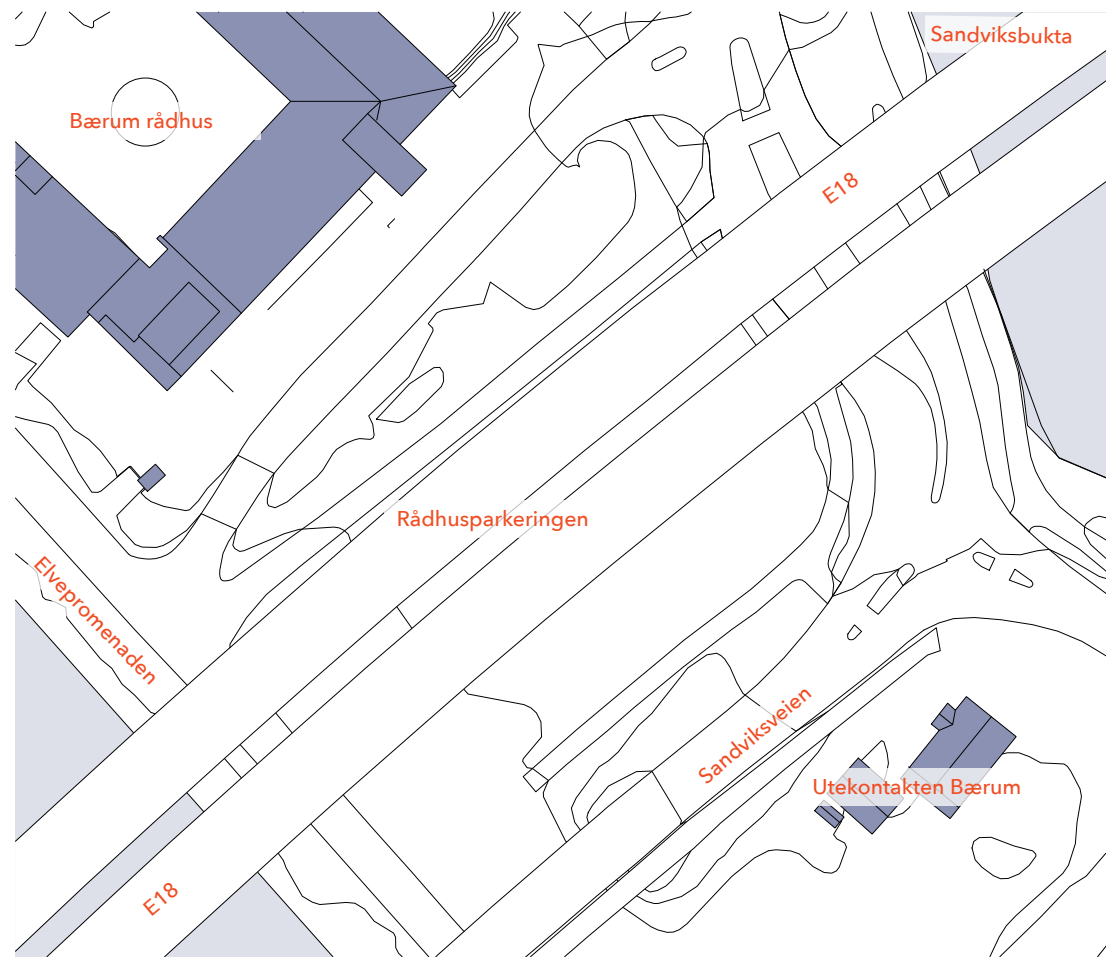 Sandviksbukta
Bærum rådhus
E18
Rådhusparkeringen
Elvepromenaden
Sandviksveien
Utekontakten Bærum
E18